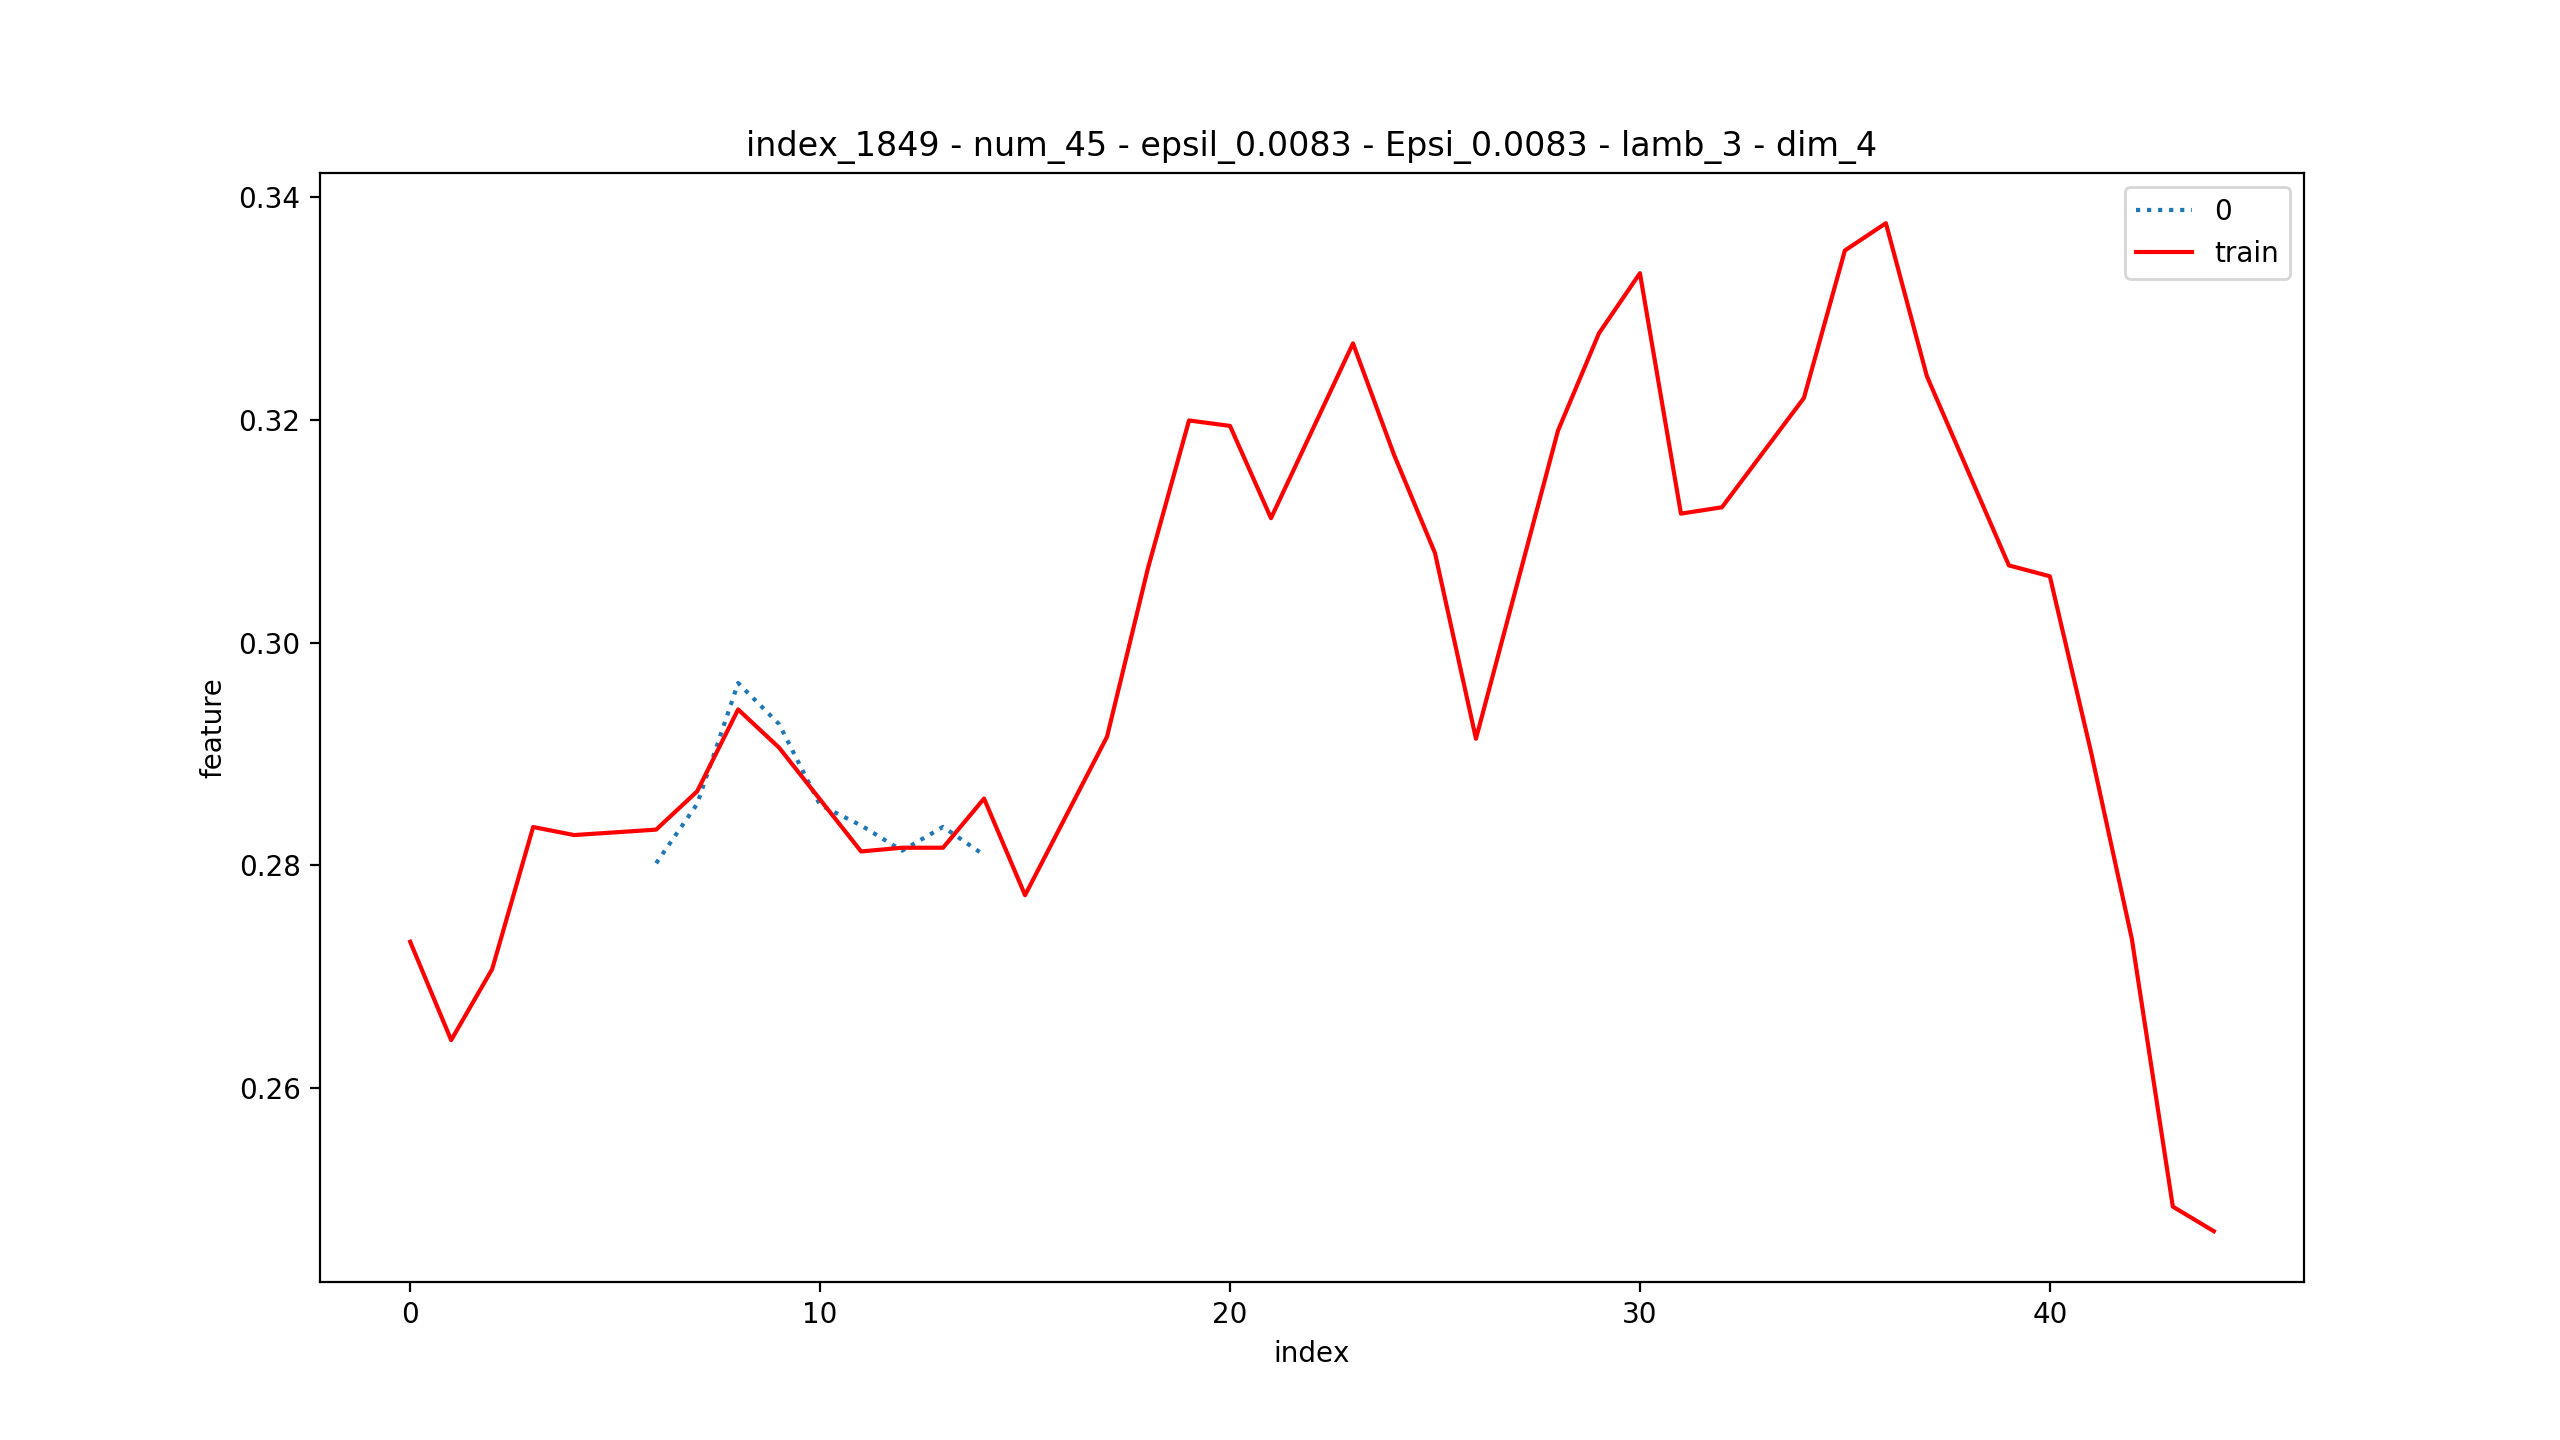 index_1849 - num_45 - epsil_0.0083 - Epsi_0.0083 - lamb_3 - dim_4
0
train
0.34
0.32
0.30
0.28
0.26
feature
0 10 20 30 40
index